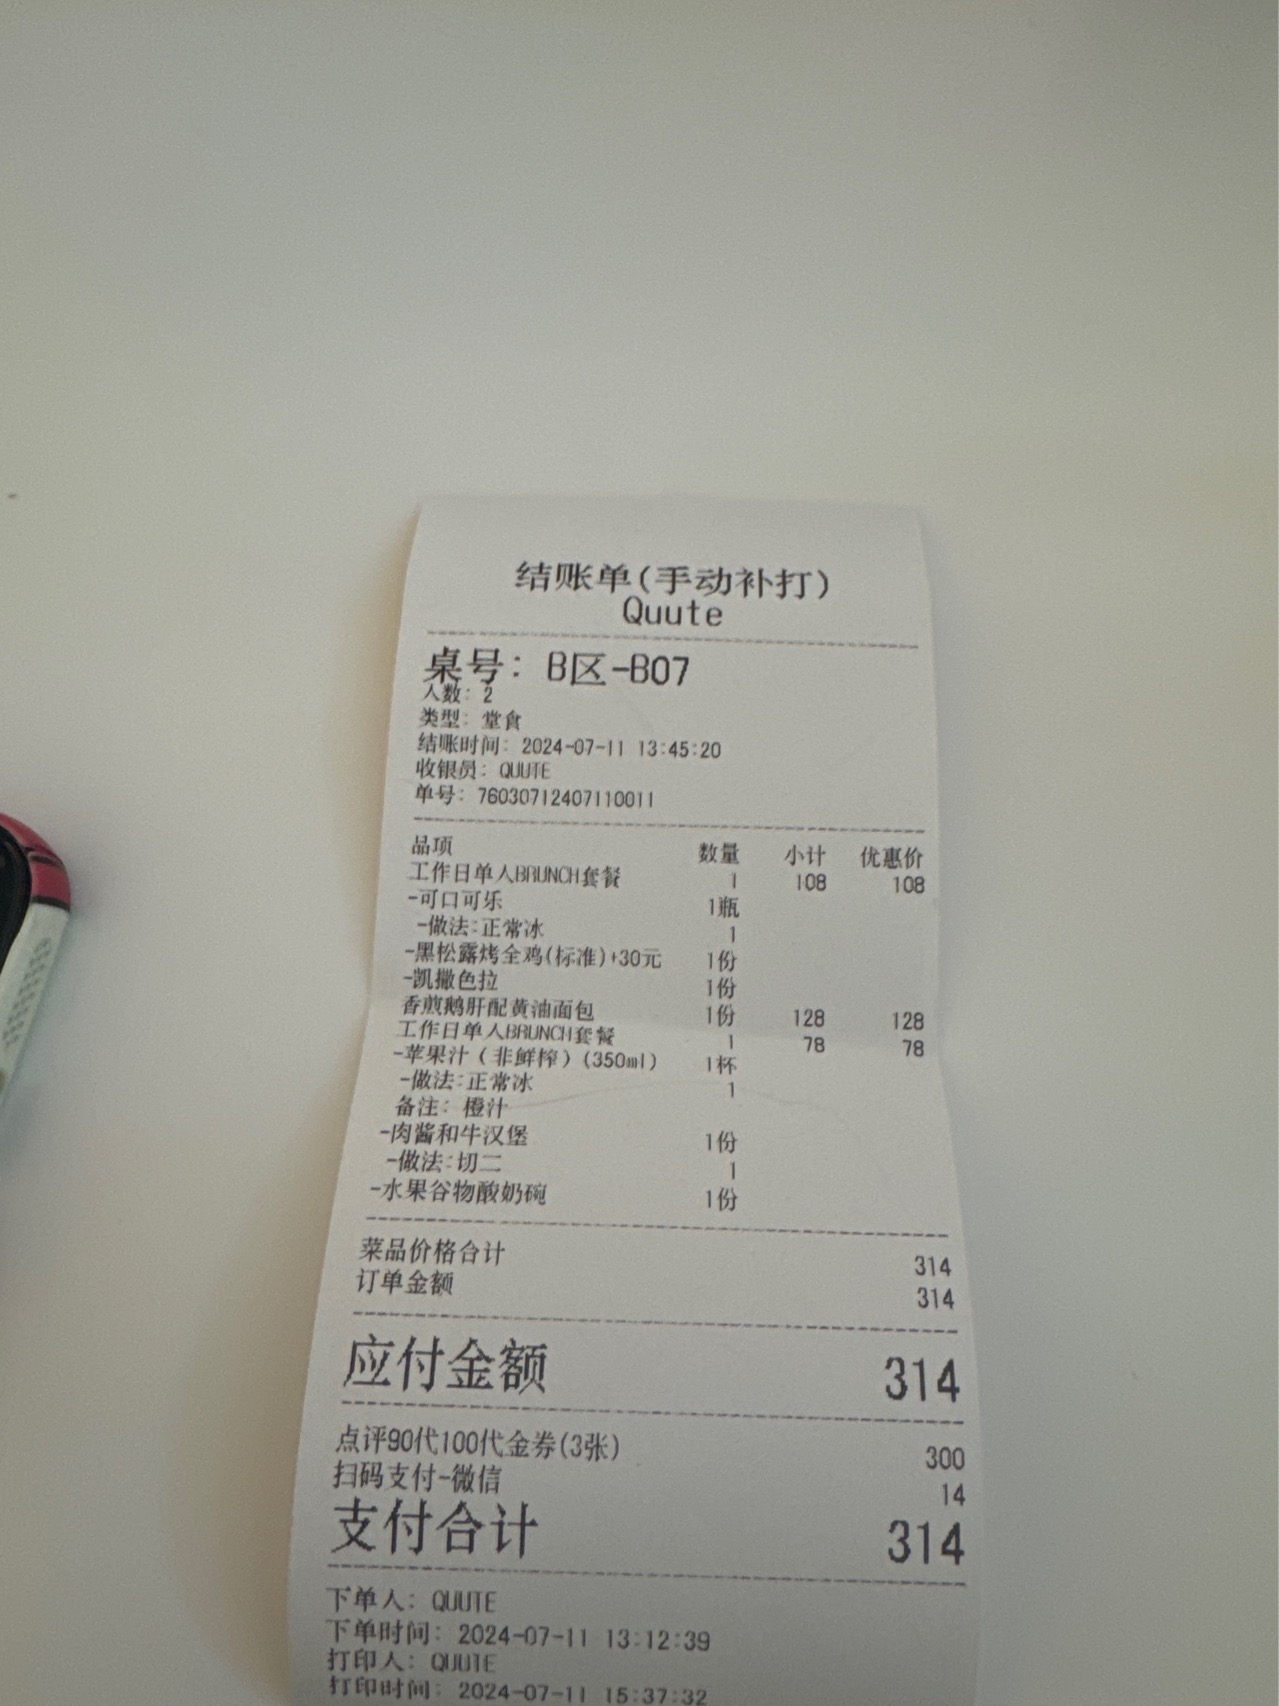 结账单(手动补打)
Quute
桌号: B区-B07
人数: 2
类型: 堂食
结账时间: 2024-07-11 13:45:20
收银员: QUUTE
单号: 76030712407110011
品项 数量 小计 优惠价
工作日单人BRUNCH套餐 1 108 108
-可口可乐 1瓶
-做法:正常冰 1
-黑松露烤全鸡(标准)+30元 1份
-凯撒色拉 1份
香煎鹅肝配黄油面包 1份 128 128
工作日单人BRUNCH套餐 1 78 78
-苹果汁（非鲜榨）(350ml) 1杯
-做法:正常冰 1
备注: 橙汁
-肉酱和牛汉堡 1份
-做法:切二 1
-水果谷物酸奶碗 1份
菜品价格合计 314
订单金额 314
应付金额 314
点评90代100代金券(3张) 300
扫码支付-微信 14
支付合计 314
下单人: QUUTE
下单时间: 2024-07-11 13:12:39
打印人: QUUTE
打印时间: 2024-07-11 15:37:32